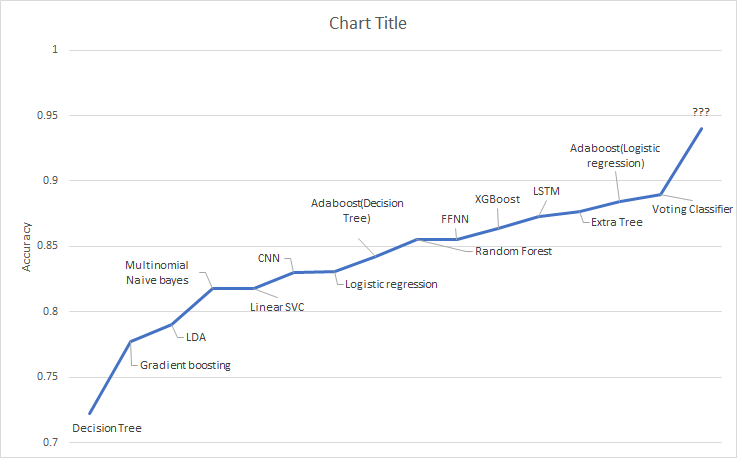 Chart Title
1
0.95
0.9
0.85
0.8
0.75
0.7
Accuracy
Decision Tree
Gradient boosting
LDA
Multinomial
Naive bayes
Linear SVC
CNN
Logistic regression
Adaboost(Decision
Tree)
Random Forest
FFNN
XGBoost
LSTM
Extra Tree
Adaboost(Logistic
regression)
Voting Classifier
???